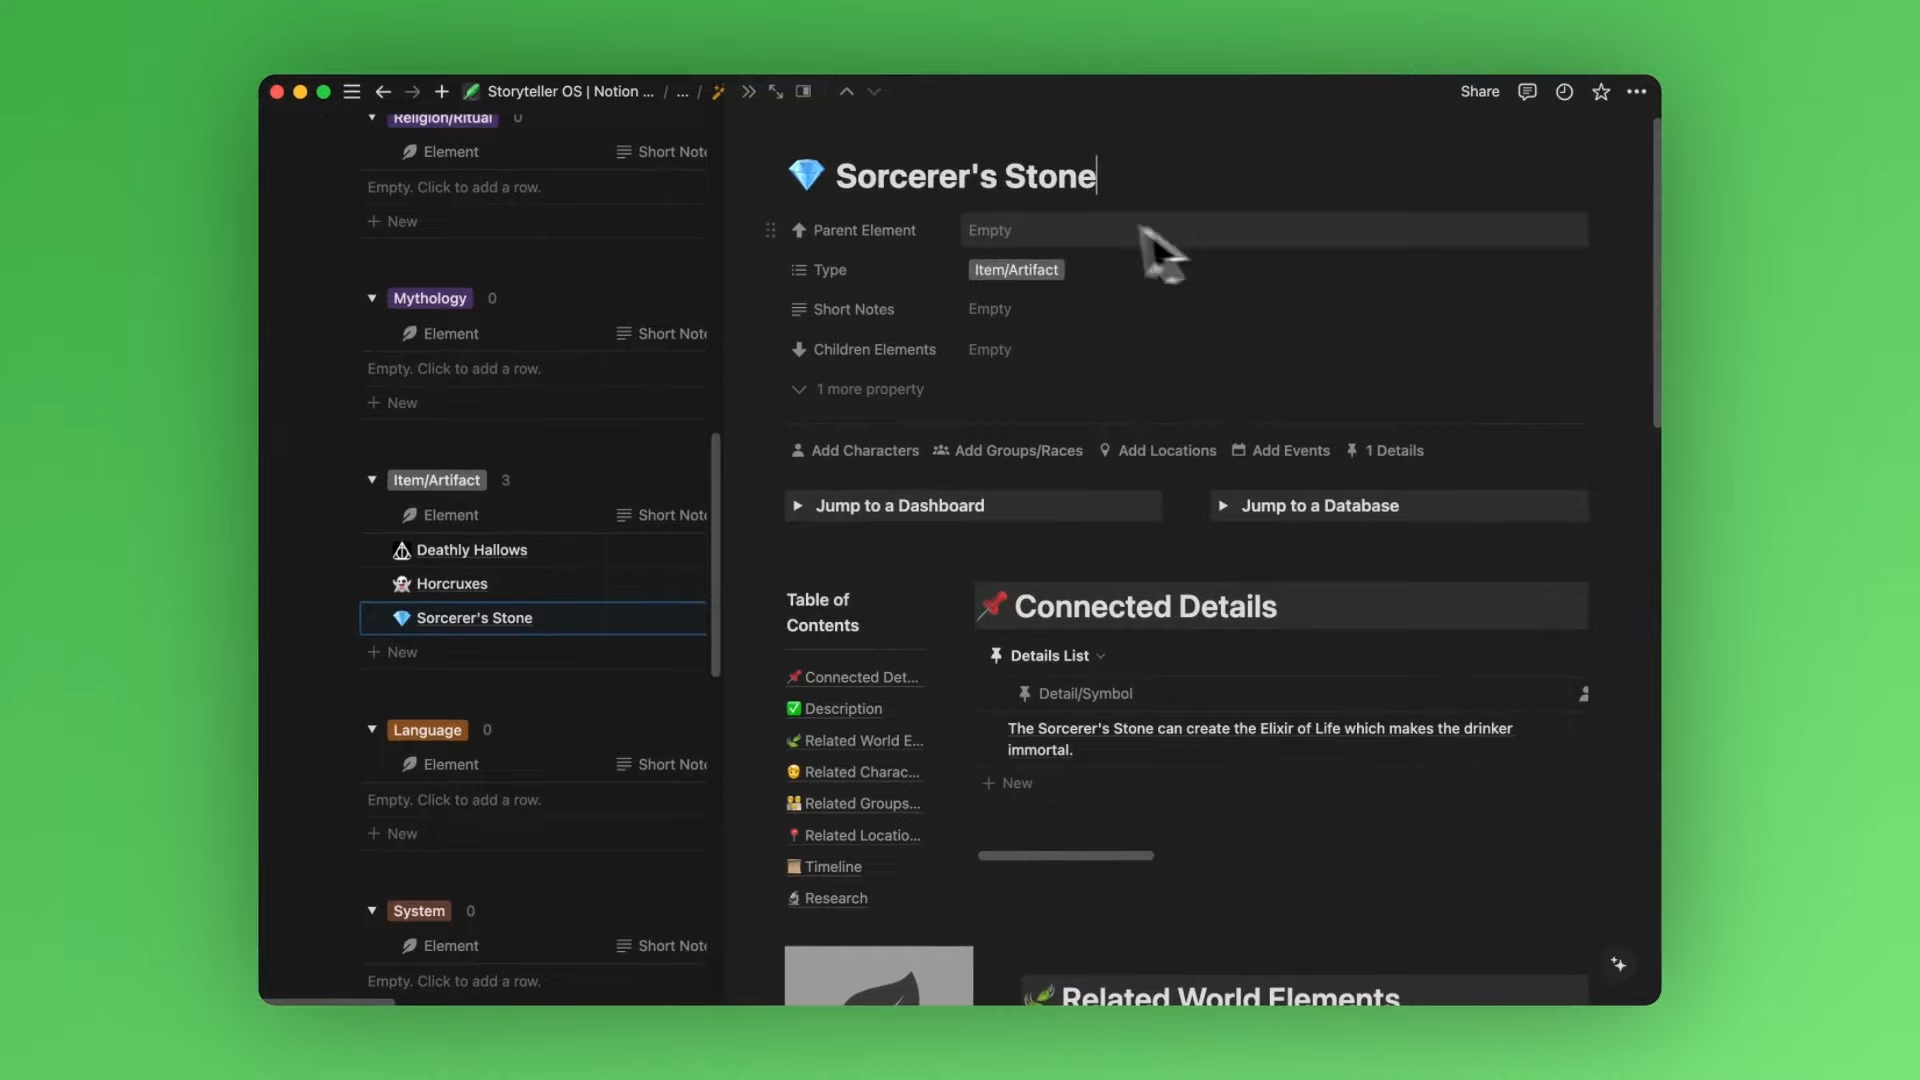 Storyteller OS | Notion ... / ... /
Share
Religion/Ritual 0
Element Short Note
Empty. Click to add a row.
New
Mythology 0
Element Short Note
Empty. Click to add a row.
New
Item/Artifact 3
Element Short Note
Deathly Hallows
Horcruxes
Sorcerer's Stone
New
Language 0
Element Short Note
Empty. Click to add a row.
New
System 0
Element Short Note
Empty. Click to add a row.
Sorcerer's Stone
Parent Element Empty
Type Item/Artifact
Short Notes Empty
Children Elements Empty
1 more property
Add Characters Add Groups/Races Add Locations Add Events 1 Details
Jump to a Dashboard
Jump to a Database
Table of
Contents
Connected Det...
Description
Related World E...
Related Charac...
Related Groups...
Related Locatio...
Timeline
Research
Connected Details
Details List
Detail/Symbol
The Sorcerer's Stone can create the Elixir of Life which makes the drinker
immortal.
New
Related World Elements